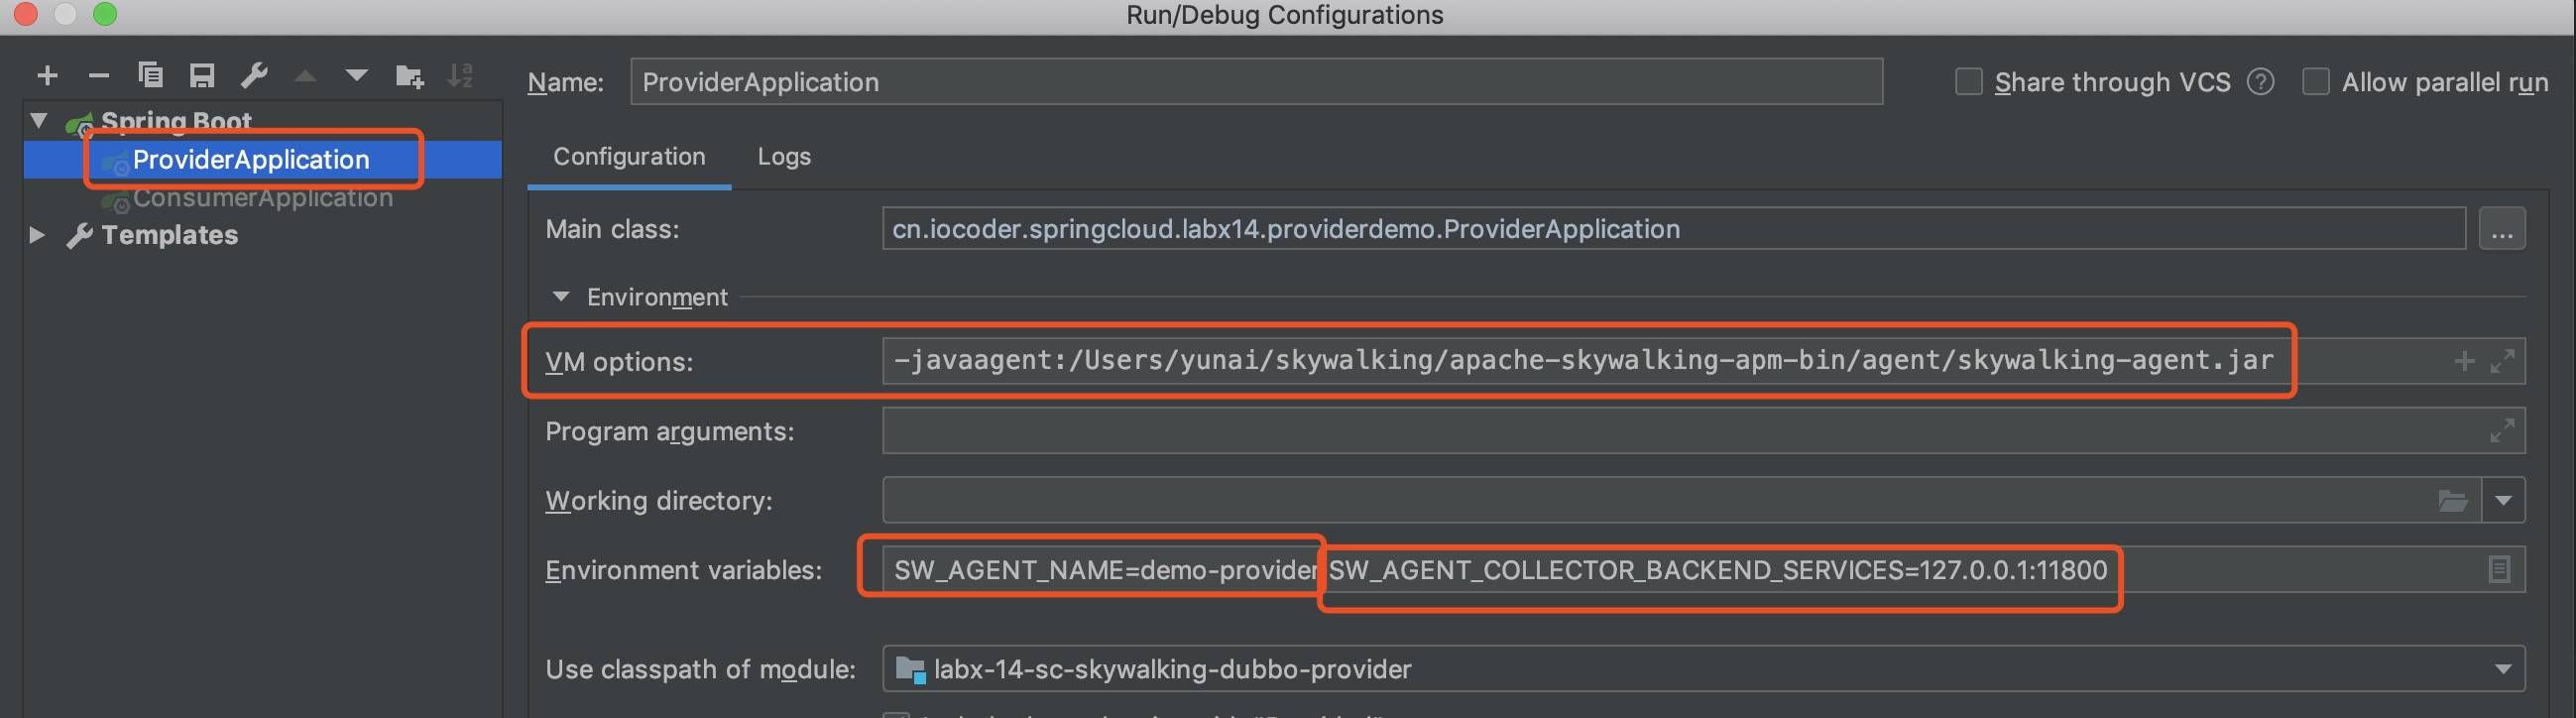 Run/Debug Configurations
Name: ProviderApplication
Share through VCS ?
Allow parallel run
Spring Boot
ProviderApplication
ConsumerApplication
Templates
Configuration Logs
Main class: cn.iocoder.springcloud.labx14.providerdemo.ProviderApplication ...
Environment
VM options: -javaagent:/Users/yunai/skywalking/apache-skywalking-apm-bin/agent/skywalking-agent.jar
Program arguments:
Working directory:
Environment variables: SW_AGENT_NAME=demo-provider SW_AGENT_COLLECTOR_BACKEND_SERVICES=127.0.0.1:11800
Use classpath of module: labx-14-sc-skywalking-dubbo-provider